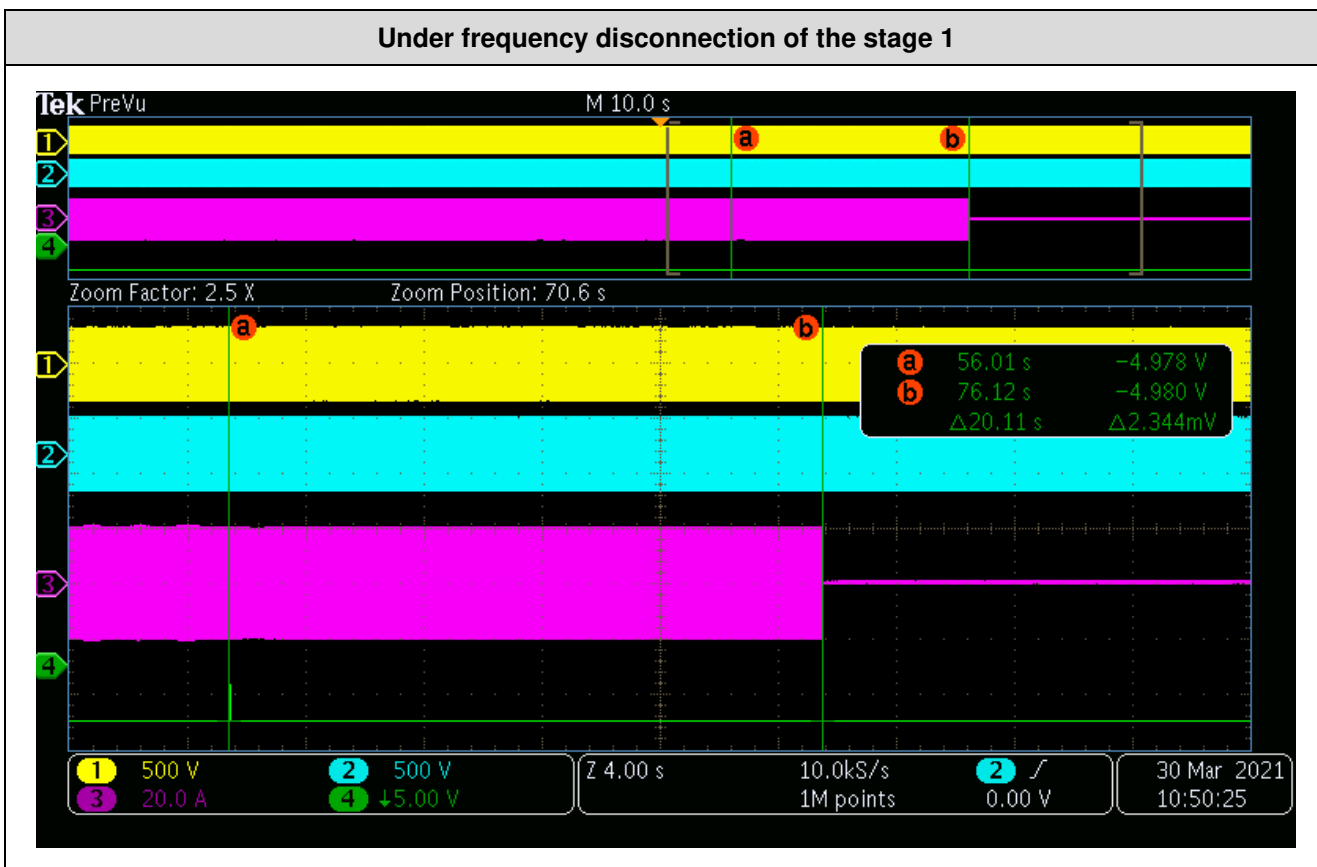 Under frequency disconnection of the stage 1
Tek PreVu M 10.0 s
1
a b
2
3
4
Zoom Factor: 2.5 X Zoom Position: 70.6 s
a b
1
a 56.01 s −4.978 V
b 76.12 s −4.980 V
△20.11 s △2.344mV
2
3
4
1 500 V 2 500 V Z 4.00 s 10.0kS/s 2 ∫ 30 Mar 2021
3 20.0 A 4 ↓5.00 V 1M points 0.00 V 10:50:25